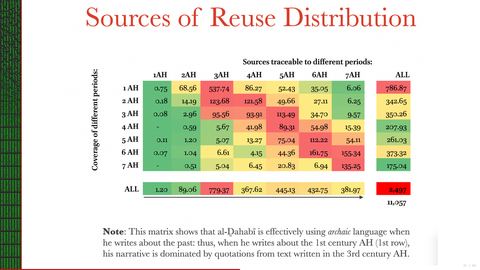 Sources of Reuse Distribution
Sources traceable to different periods:
1AH 2AH 3AH 4AH 5AH 6AH 7AH ALL
Coverage of different periods:
1 AH 0.75 68.56 537.74 86.27 52.43 35.05 6.06 786.87
2 AH 0.18 14.19 123.68 121.58 49.66 27.11 6.25 342.65
3 AH 0.08 2.96 95.56 93.91 113.49 34.70 9.57 350.26
4 AH - 0.59 5.67 41.98 89.31 54.98 15.39 207.93
5 AH 0.11 1.20 5.07 13.27 75.04 112.22 54.11 261.03
6 AH 0.07 1.04 6.61 4.15 44.36 161.75 155.34 373.32
7 AH - 0.51 5.04 6.45 20.83 6.94 135.25 175.04
ALL 1.20 89.06 779.37 367.62 445.13 432.75 381.97 2,497
11,057
Note: This matrix shows that al-Ḏahabī is effectively using archaic language when
he writes about the past: thus, when he writes about the 1st century AH (1st row),
his narrative is dominated by quotations from text written in the 3rd century AH.